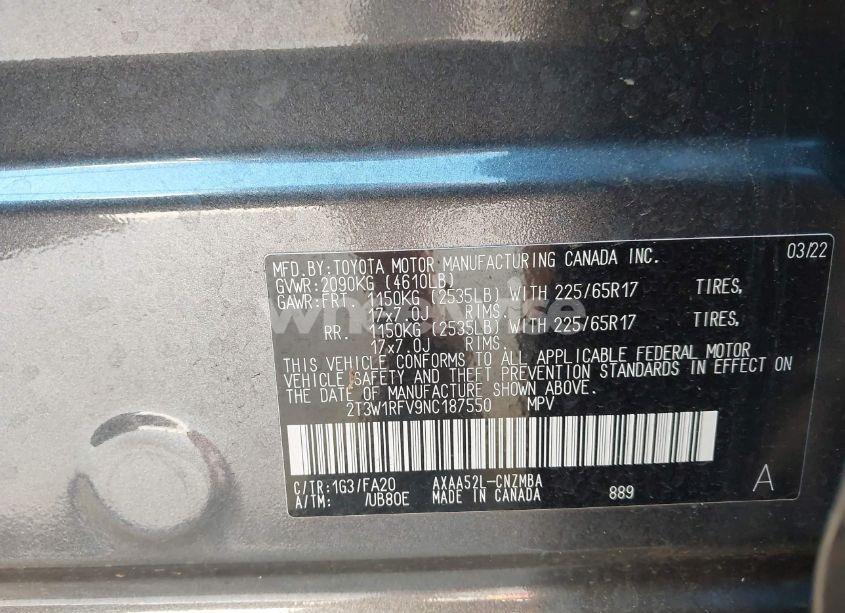 MFD.BY:TOYOTA MOTOR MANUFACTURING CANADA INC. 03/22
GVWR:2090KG (4610LB)
GAWR:FRT. 1150KG (2535LB) WITH 225/65R17 TIRES,
17x7.0J RIMS.
RR. 1150KG (2535LB) WITH 225/65R17 TIRES,
17x7.0J RIMS.
THIS VEHICLE CONFORMS TO ALL APPLICABLE FEDERAL MOTOR
VEHICLE SAFETY AND THEFT PREVENTION STANDARDS IN EFFECT ON
THE DATE OF MANUFACTURE SHOWN ABOVE.
2T3W1RFV9NC187550 MPV
C/TR:1G3/FA20 AXAA52L-CNZMBA A
A/TM: /UB80E MADE IN CANADA 889